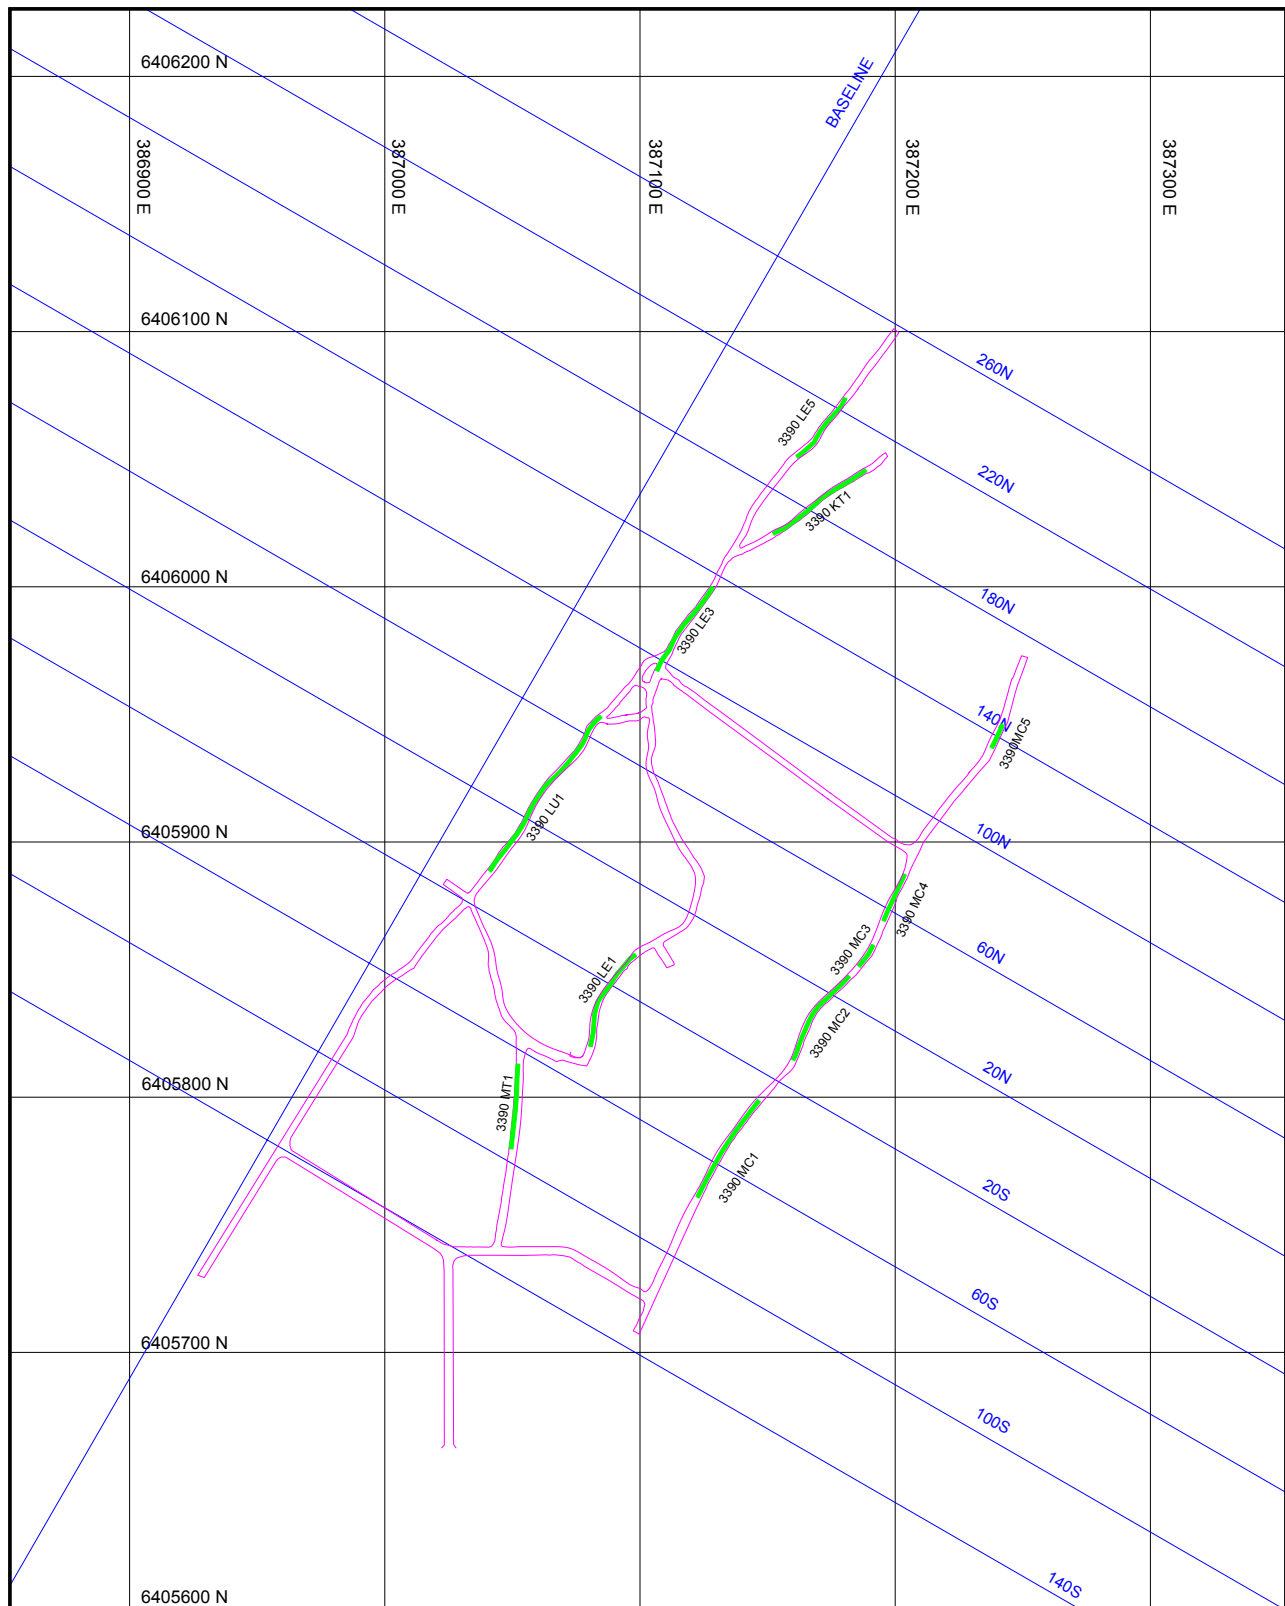 6406200 N
BASELINE
386900 E
387000 E
387100 E
387200 E
387300 E
6406100 N
260N
3390 LE5
220N
3390 KT1
6406000 N
180N
3390 LE3
140N
3390MC5
3390 LU1
6405900 N
100N
3390 MC4
3390 MC3
60N
3390 LE1
3390 MC2
20N
6405800 N
3390 MT1
3390 MC1
20S
60S
6405700 N
100S
140S
6405600 N